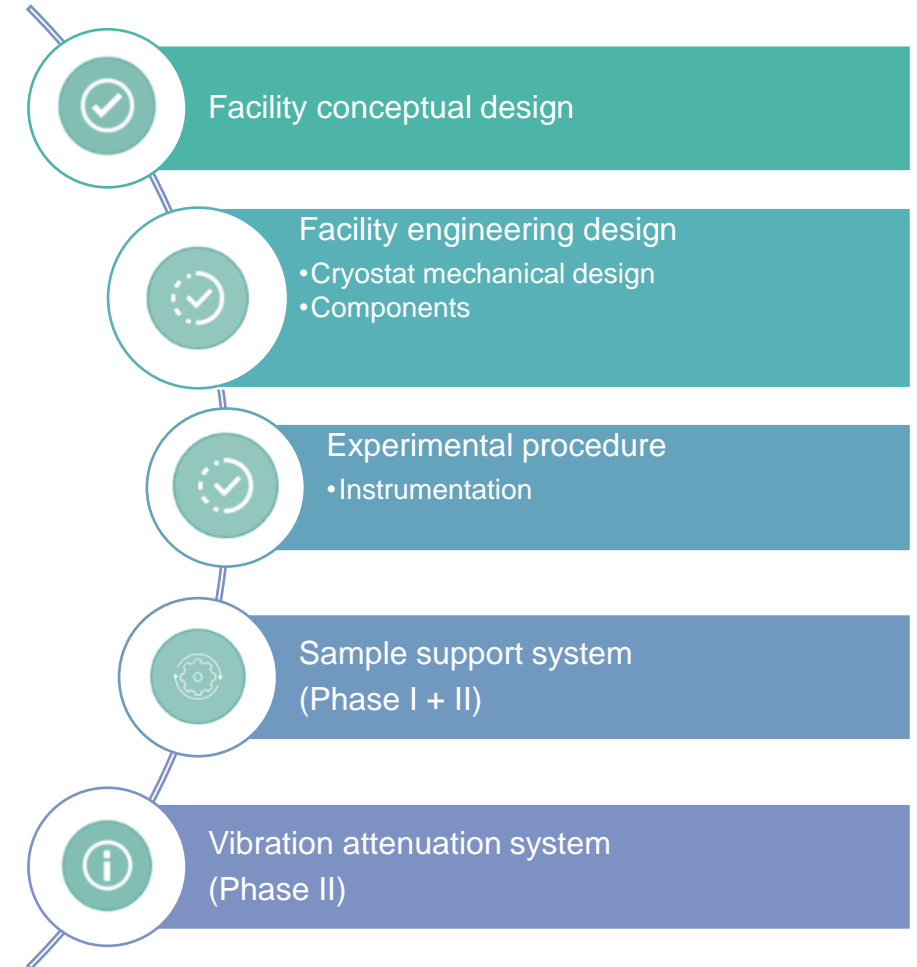 Facility conceptual design
Facility engineering design
•Cryostat mechanical design
•Components
Experimental procedure
•Instrumentation
Sample support system
(Phase I + II)
Vibration attenuation system
(Phase II)